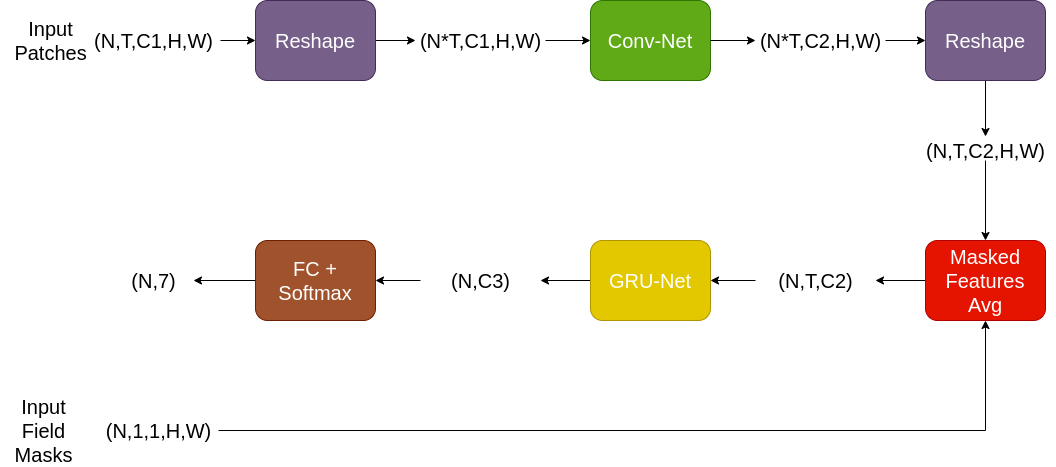 Input
Patches
(N,T,C1,H,W)
Reshape
(N*T,C1,H,W)
Conv-Net
(N*T,C2,H,W)
Reshape
(N,T,C2,H,W)
Masked
Features
Avg
(N,T,C2)
GRU-Net
(N,C3)
FC +
Softmax
(N,7)
Input
Field
Masks
(N,1,1,H,W)